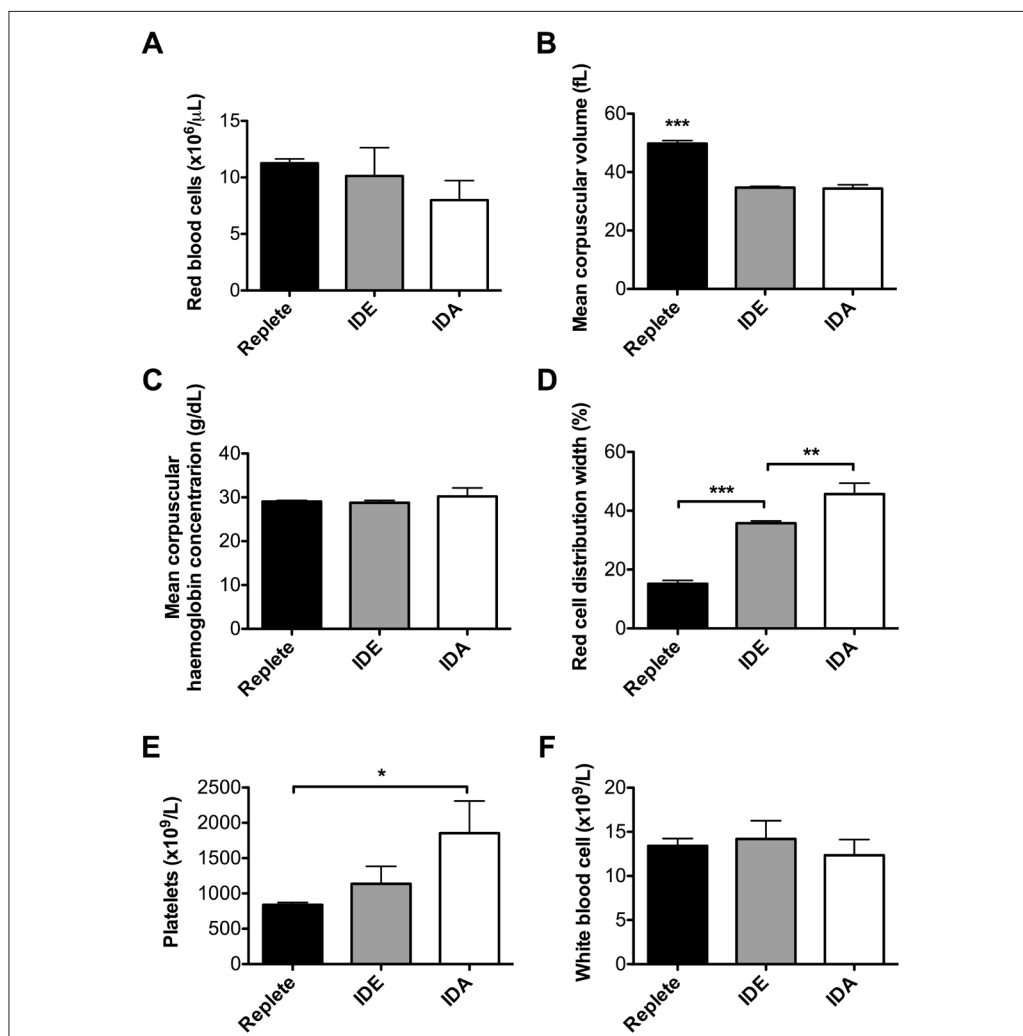 A
Red blood cells (x10⁶/μL)
15
10
5
0
Replete
IDE
IDA
B
Mean corpuscular volume (fL)
60
40
20
0
***
Replete
IDE
IDA
C
Mean corpuscular
haemoglobin concentrarion (g/dL)
40
30
20
10
0
Replete
IDE
IDA
D
Red cell distribution width (%)
60
40
20
0
***
**
Replete
IDE
IDA
E
Platelets (x10⁹/L)
2500
2000
1500
1000
500
0
*
Replete
IDE
IDA
F
White blood cell (x10⁹/L)
20
15
10
5
0
Replete
IDE
IDA